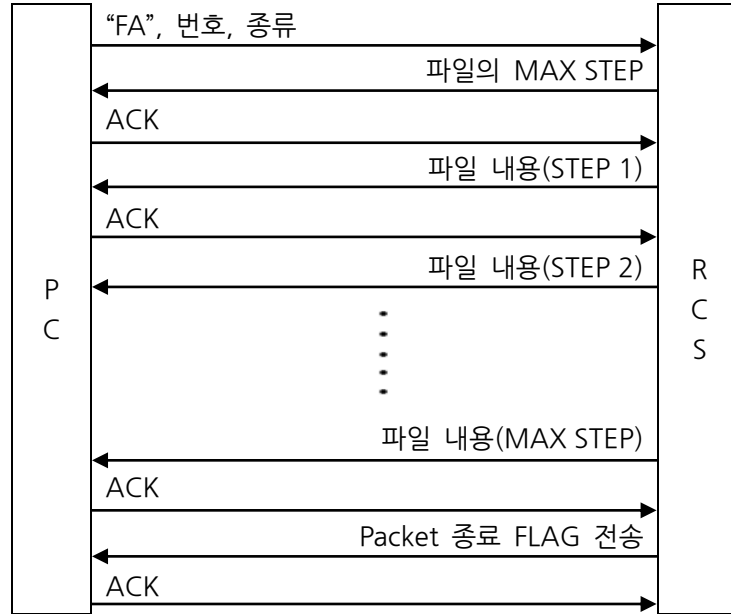 “FA”, 번호, 종류
파일의 MAX STEP
ACK
파일 내용(STEP 1)
ACK
파일 내용(STEP 2)
P
C
R
C
S
파일 내용(MAX STEP)
ACK
Packet 종료 FLAG 전송
ACK